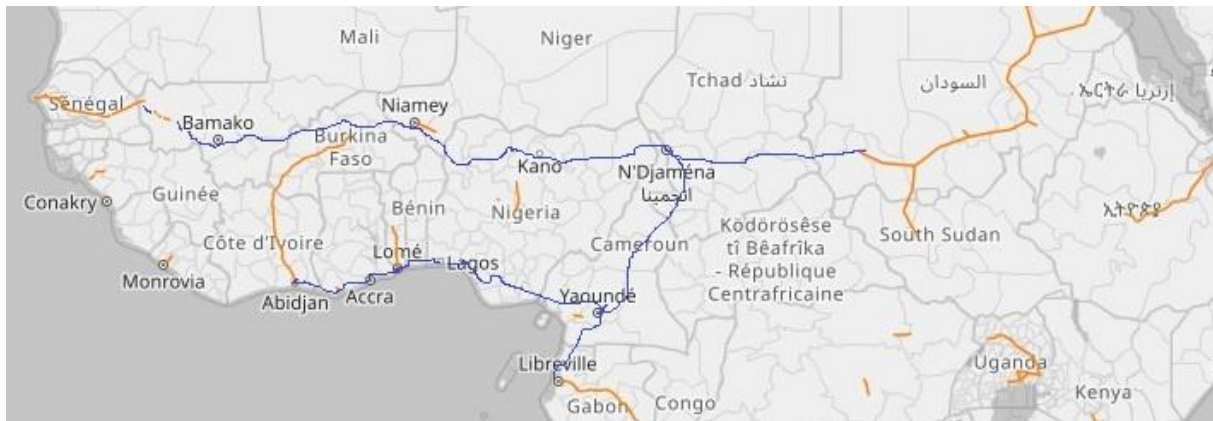 Mali
Niger
Tchad تشاد
السودان
ኤርትራ إرتريا
Sénégal
Niamey
Bamako
Burkina
Faso
Kano
N'Djaména
انجمينا
Conakry
Guinée
Bénin
Nigeria
ኢትዮጵያ
Côte d'Ivoire
Cameroun
Ködörösêse
tî Bêafrîka
- République
Centrafricaine
South Sudan
Monrovia
Lomé
Lagos
Abidjan
Accra
Yaoundé
Libreville
Uganda
Gabon
Congo
Kenya